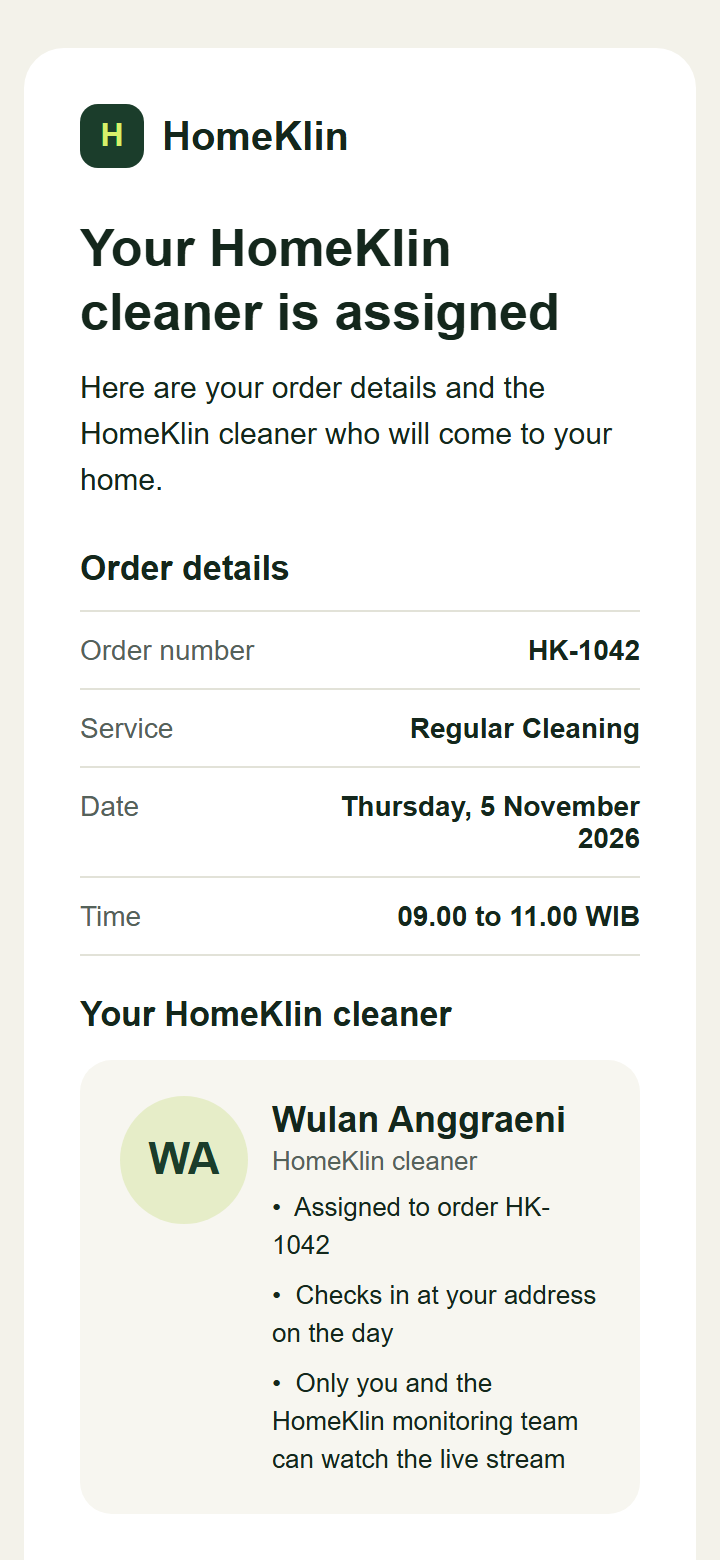 H
HomeKlin
Your HomeKlin
cleaner is assigned
Here are your order details and the
HomeKlin cleaner who will come to your
home.
Order details
Order number HK-1042
Service Regular Cleaning
Date Thursday, 5 November
2026
Time 09.00 to 11.00 WIB
Your HomeKlin cleaner
WA
Wulan Anggraeni
HomeKlin cleaner
• Assigned to order HK-
1042
• Checks in at your address
on the day
• Only you and the
HomeKlin monitoring team
can watch the live stream